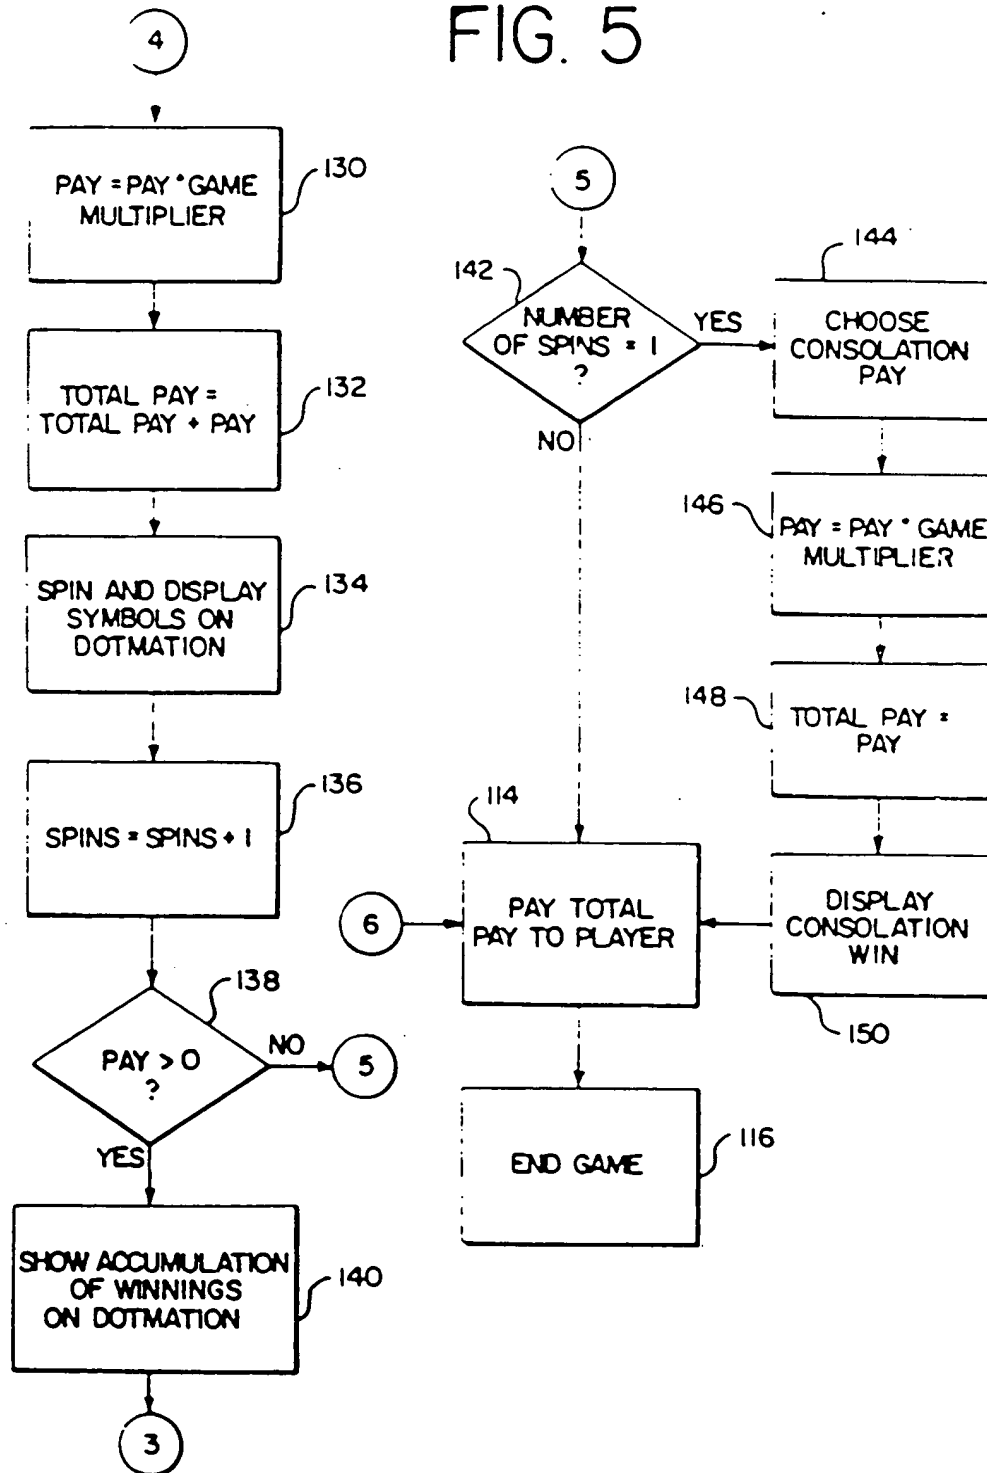 FIG. 5
4
PAY = PAY * GAME
MULTIPLIER
130
TOTAL PAY =
TOTAL PAY + PAY
132
SPIN AND DISPLAY
SYMBOLS ON
DOTMATION
134
SPINS = SPINS + 1
136
PAY > 0
?
138
NO
5
YES
SHOW ACCUMULATION
OF WINNINGS
ON DOTMATION
140
3
5
142
NUMBER
OF SPINS = 1
?
YES
NO
144
CHOOSE
CONSOLATION
PAY
146
PAY = PAY * GAME
MULTIPLIER
148
TOTAL PAY =
PAY
DISPLAY
CONSOLATION
WIN
150
114
6
PAY TOTAL
PAY TO PLAYER
END GAME
116